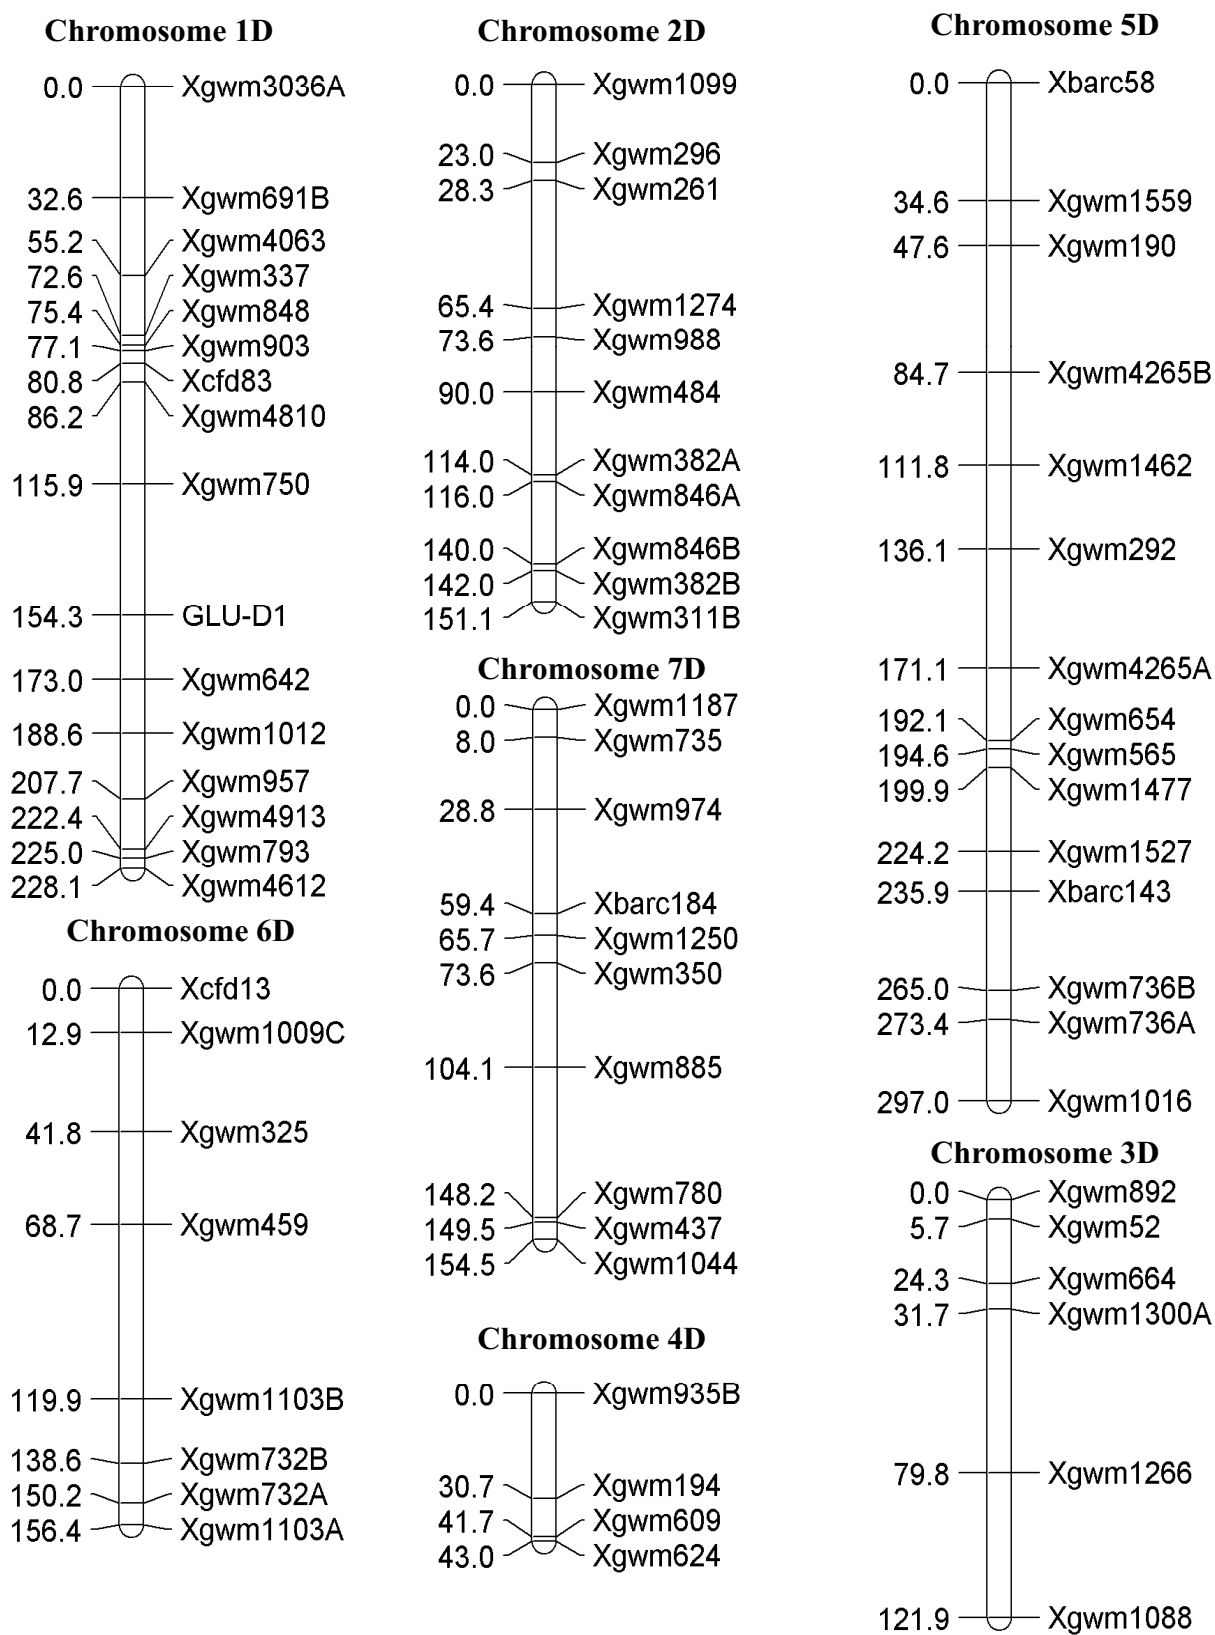 Chromosome 1D
0.0 Xgwm3036A
32.6 Xgwm691B
55.2 Xgwm4063
72.6 Xgwm337
75.4 Xgwm848
77.1 Xgwm903
80.8 Xcfd83
86.2 Xgwm4810
115.9 Xgwm750
154.3 GLU-D1
173.0 Xgwm642
188.6 Xgwm1012
207.7 Xgwm957
222.4 Xgwm4913
225.0 Xgwm793
228.1 Xgwm4612
Chromosome 6D
0.0 Xcfd13
12.9 Xgwm1009C
41.8 Xgwm325
68.7 Xgwm459
119.9 Xgwm1103B
138.6 Xgwm732B
150.2 Xgwm732A
156.4 Xgwm1103A
Chromosome 2D
0.0 Xgwm1099
23.0 Xgwm296
28.3 Xgwm261
65.4 Xgwm1274
73.6 Xgwm988
90.0 Xgwm484
114.0 Xgwm382A
116.0 Xgwm846A
140.0 Xgwm846B
142.0 Xgwm382B
151.1 Xgwm311B
Chromosome 7D
0.0 Xgwm1187
8.0 Xgwm735
28.8 Xgwm974
59.4 Xbarc184
65.7 Xgwm1250
73.6 Xgwm350
104.1 Xgwm885
148.2 Xgwm780
149.5 Xgwm437
154.5 Xgwm1044
Chromosome 4D
0.0 Xgwm935B
30.7 Xgwm194
41.7 Xgwm609
43.0 Xgwm624
Chromosome 5D
0.0 Xbarc58
34.6 Xgwm1559
47.6 Xgwm190
84.7 Xgwm4265B
111.8 Xgwm1462
136.1 Xgwm292
171.1 Xgwm4265A
192.1 Xgwm654
194.6 Xgwm565
199.9 Xgwm1477
224.2 Xgwm1527
235.9 Xbarc143
265.0 Xgwm736B
273.4 Xgwm736A
297.0 Xgwm1016
Chromosome 3D
0.0 Xgwm892
5.7 Xgwm52
24.3 Xgwm664
31.7 Xgwm1300A
79.8 Xgwm1266
121.9 Xgwm1088